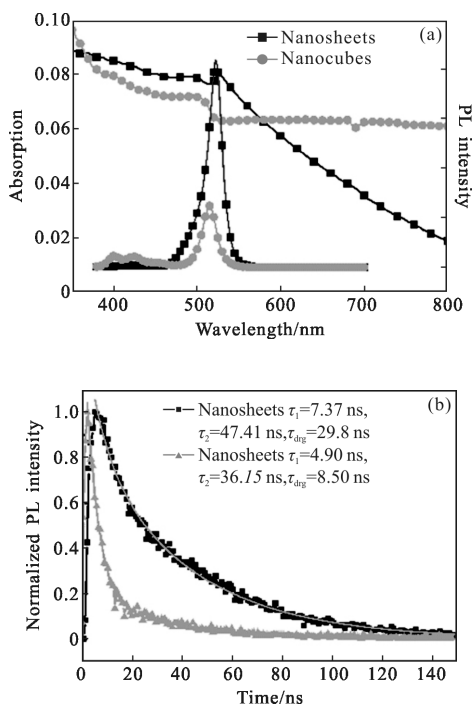 (a)
Nanosheets
Nanocubes
0.10
0.08
0.06
0.04
0.02
0
Absorption
PL intensity
400 500 600 700 800
Wavelength/nm
(b)
Nanosheets τ1=7.37 ns,
τ2=47.41 ns,τdrg=29.8 ns
Nanosheets τ1=4.90 ns,
τ2=36.15 ns,τdrg=8.50 ns
1.0
0.8
0.6
0.4
0.2
0
Normalized PL intensity
0 20 40 60 80 100 120 140
Time/ns